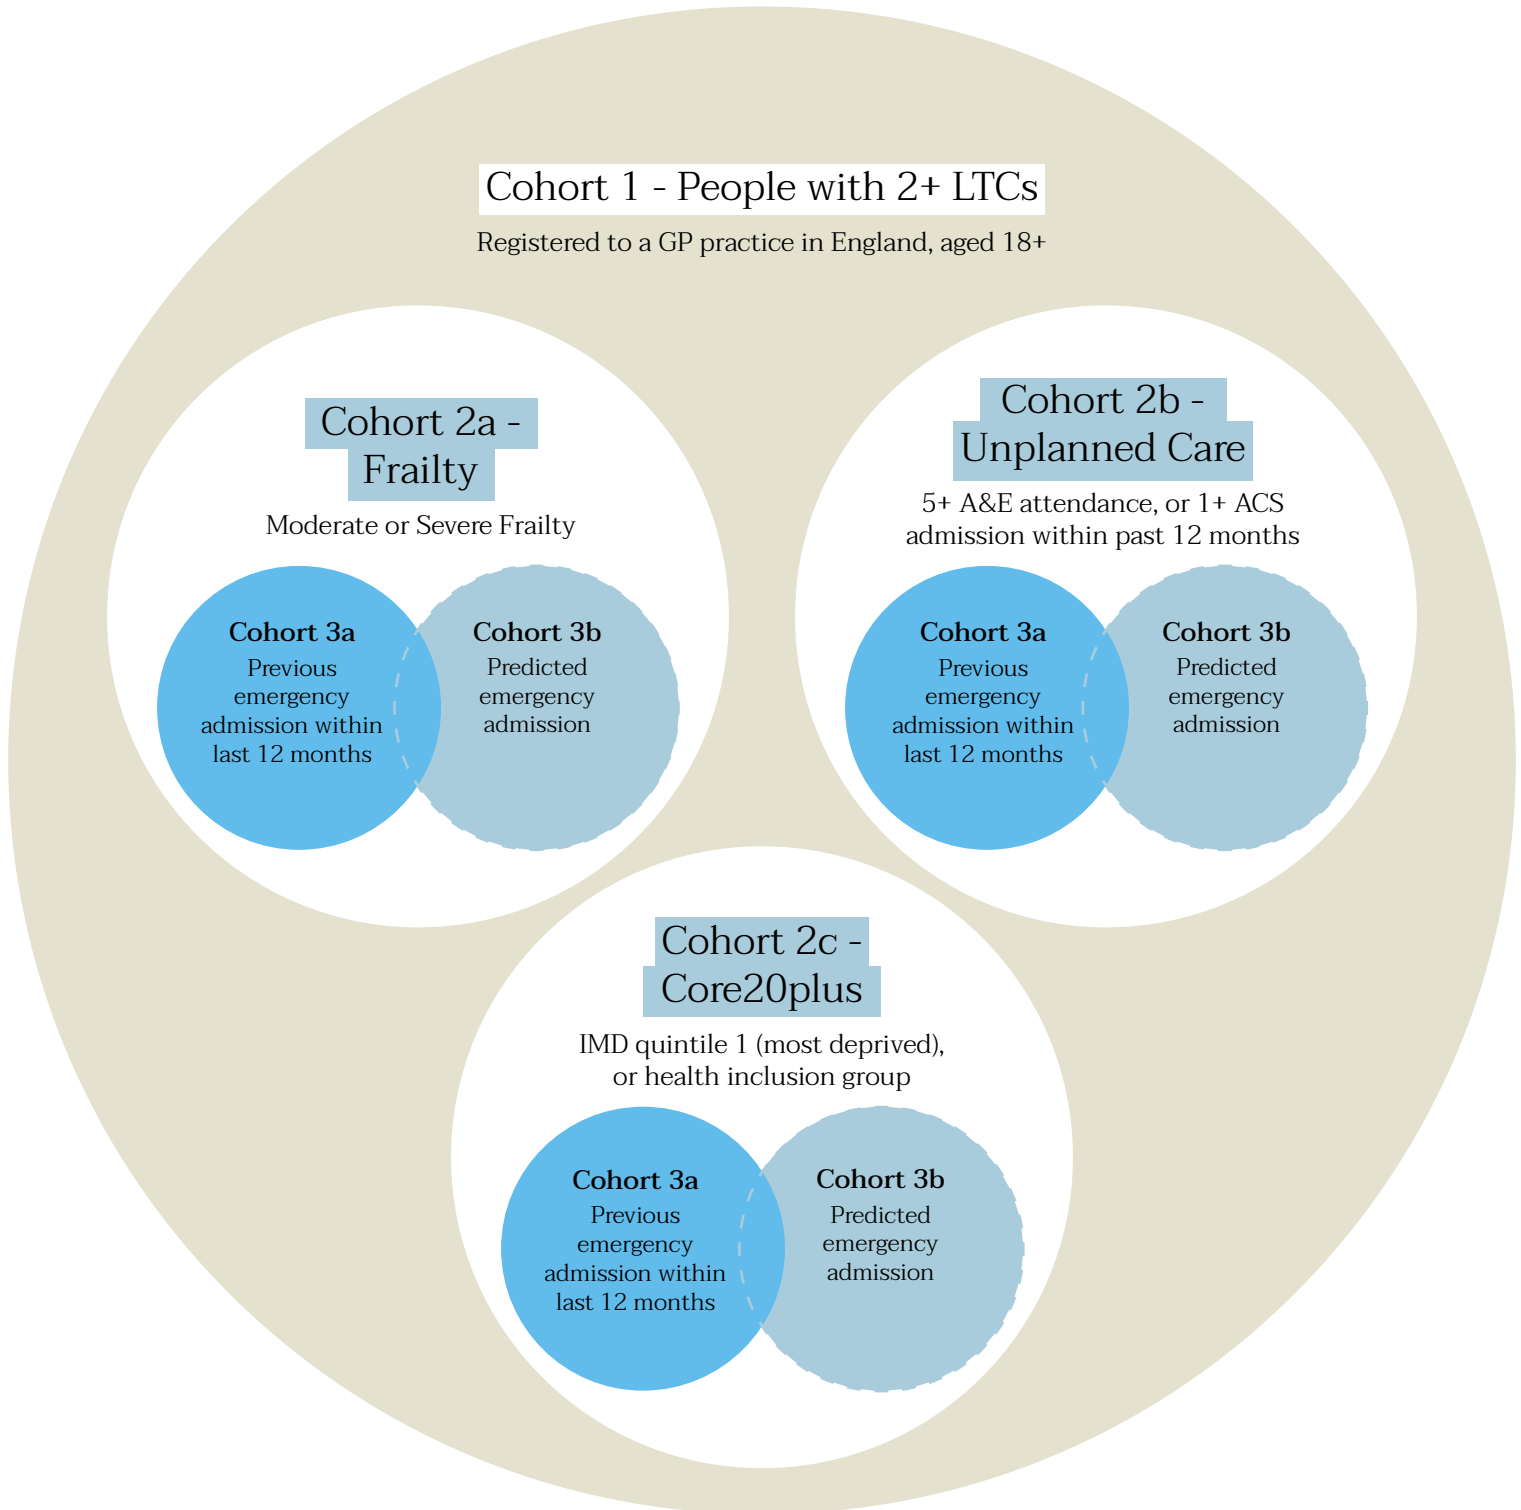 Cohort 1 - People with 2+ LTCs
Registered to a GP practice in England, aged 18+
Cohort 2a -
Frailty
Moderate or Severe Frailty
Cohort 3a
Previous
emergency
admission within
last 12 months
Cohort 3b
Predicted
emergency
admission
Cohort 2b -
Unplanned Care
5+ A&E attendance, or 1+ ACS
admission within past 12 months
Cohort 3a
Previous
emergency
admission within
last 12 months
Cohort 3b
Predicted
emergency
admission
Cohort 2c -
Core20plus
IMD quintile 1 (most deprived),
or health inclusion group
Cohort 3a
Previous
emergency
admission within
last 12 months
Cohort 3b
Predicted
emergency
admission